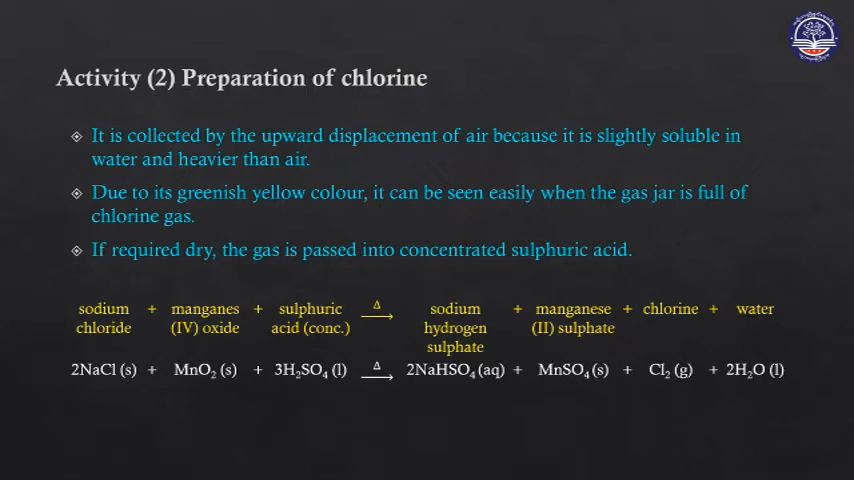 Activity (2) Preparation of chlorine
It is collected by the upward displacement of air because it is slightly soluble in
water and heavier than air.
Due to its greenish yellow colour, it can be seen easily when the gas jar is full of
chlorine gas.
If required dry, the gas is passed into concentrated sulphuric acid.
sodium + manganes + sulphuric Δ→ sodium + manganese + chlorine + water
chloride (IV) oxide acid (conc.) hydrogen (II) sulphate
sulphate
2NaCl (s) + MnO₂ (s) + 3H₂SO₄ (l) Δ→ 2NaHSO₄ (aq) + MnSO₄ (s) + Cl₂ (g) + 2H₂O (l)